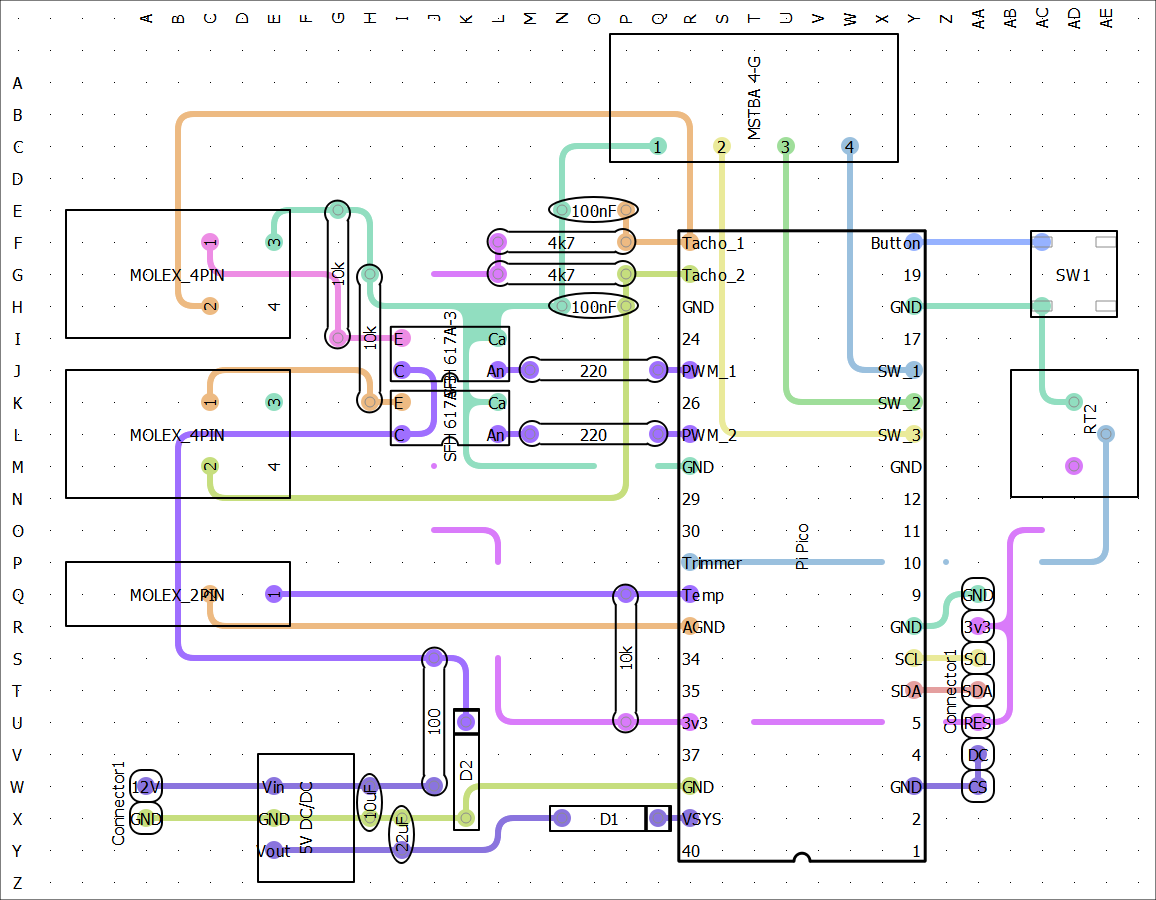 A B C D E F G H I J K L M N O P Q R S T U V W X Y Z AA AB AC AD AE
A
B
C
D
E
F
G
H
I
J
K
L
M
N
O
P
Q
R
S
T
U
V
W
X
Y
Z
MSTBA 4-G
1 2 3 4
MOLEX_4PIN
1 3
2 4
MOLEX_4PIN
1 3
2 4
MOLEX_2PIN
1
10k
10k
100nF
4k7
4k7
100nF
SFH 617A-3
E Ca
C An
220
SFH 617A-3
E Ca
C An
220
Pi Pico
Tacho_1 Button
Tacho_2 19
GND GND
24 17
PWM_1 SW_1
26 SW_2
PWM_2 SW_3
GND GND
29 12
30 11
Trimmer 10
Temp 9
AGND GND
34 SCL
35 SDA
3v3 5
37 4
GND GND
VSYS 2
40 1
SW1
RT2
Connector1
GND
3v3
SCL
SDA
RES
DC
CS
10k
100
D2
D1
Connector1
12V
GND
5V DC/DC
Vin
GND
Vout
10uF
22uF